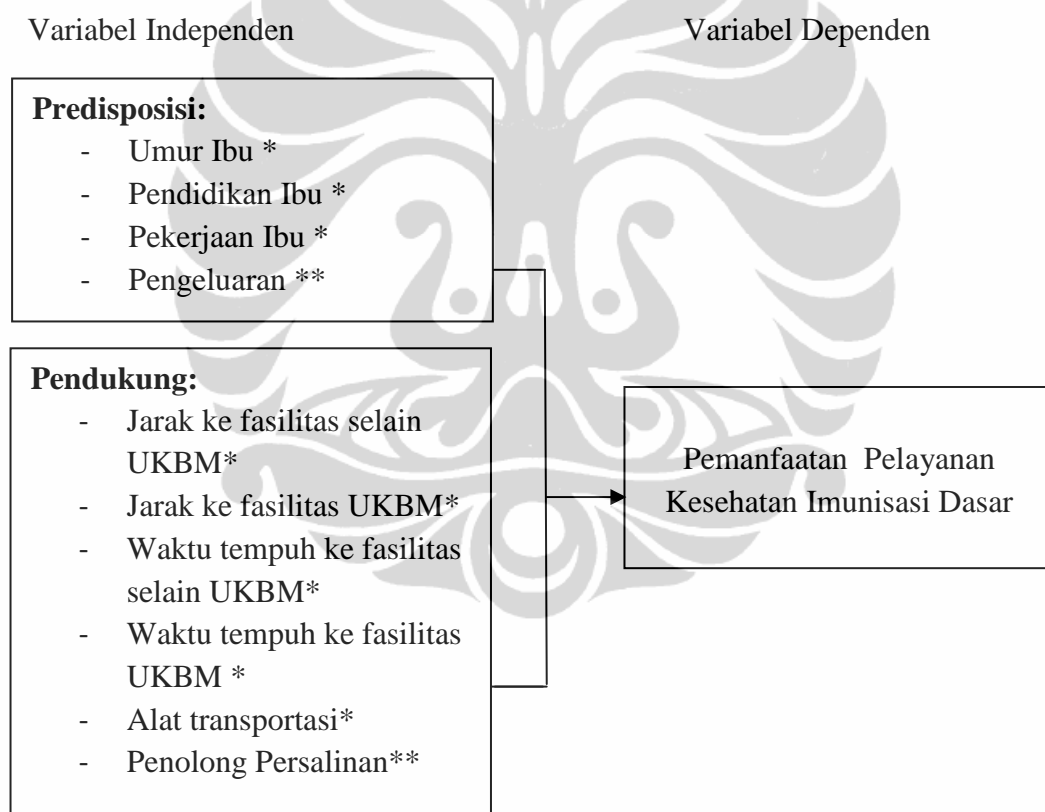 Variabel Independen
Variabel Dependen
Predisposisi:
- Umur Ibu *
- Pendidikan Ibu *
- Pekerjaan Ibu *
- Pengeluaran **
Pendukung:
- Jarak ke fasilitas selain
UKBM*
- Jarak ke fasilitas UKBM*
- Waktu tempuh ke fasilitas
selain UKBM*
- Waktu tempuh ke fasilitas
UKBM *
- Alat transportasi*
- Penolong Persalinan**
Pemanfaatan Pelayanan
Kesehatan Imunisasi Dasar